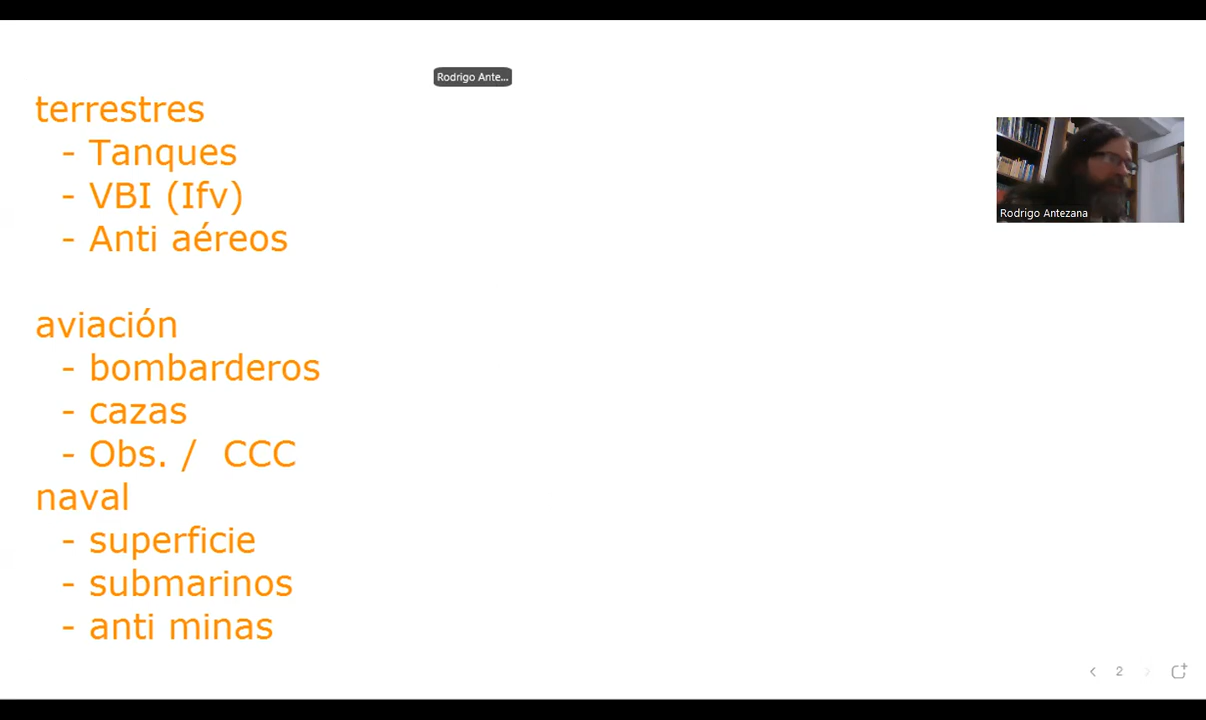 Rodrigo Ante...
terrestres
- Tanques
- VBI (Ifv)
- Anti aéreos
aviación
- bombarderos
- cazas
- Obs. / CCC
naval
- superficie
- submarinos
- anti minas
Rodrigo Antezana
2